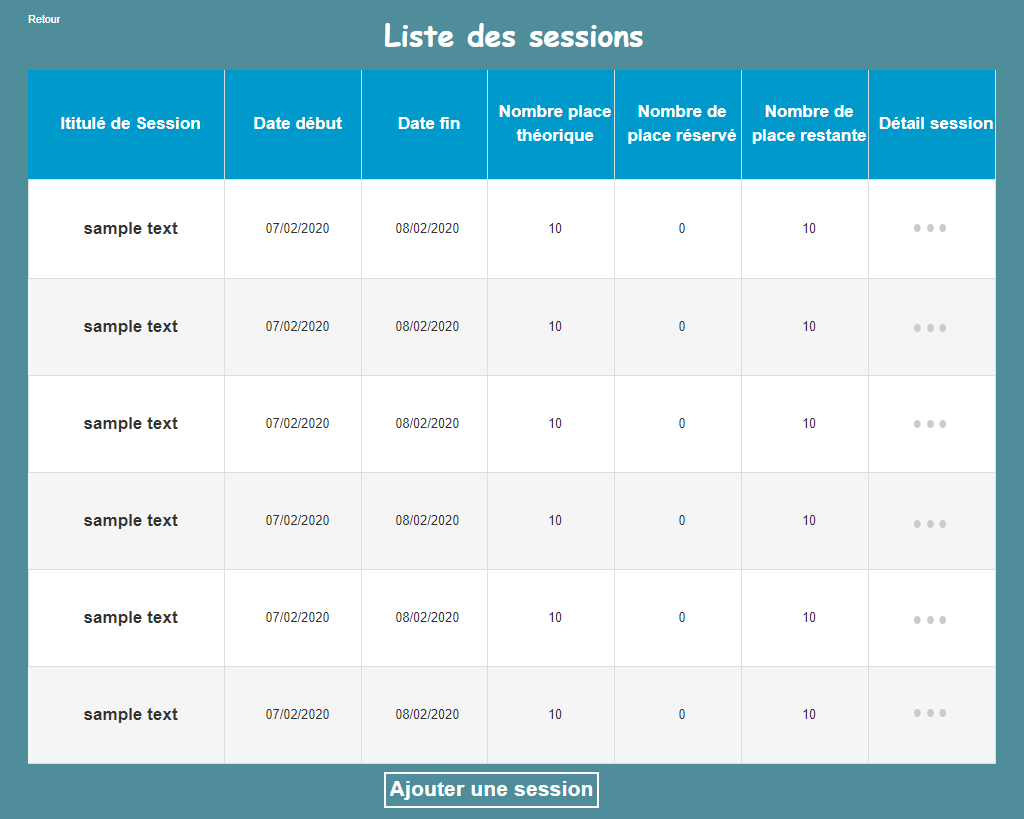 Retour
Liste des sessions
Ititulé de Session Date début Date fin Nombre place théorique Nombre de place réservé Nombre de place restante Détail session
sample text 07/02/2020 08/02/2020 10 0 10
sample text 07/02/2020 08/02/2020 10 0 10
sample text 07/02/2020 08/02/2020 10 0 10
sample text 07/02/2020 08/02/2020 10 0 10
sample text 07/02/2020 08/02/2020 10 0 10
sample text 07/02/2020 08/02/2020 10 0 10
Ajouter une session